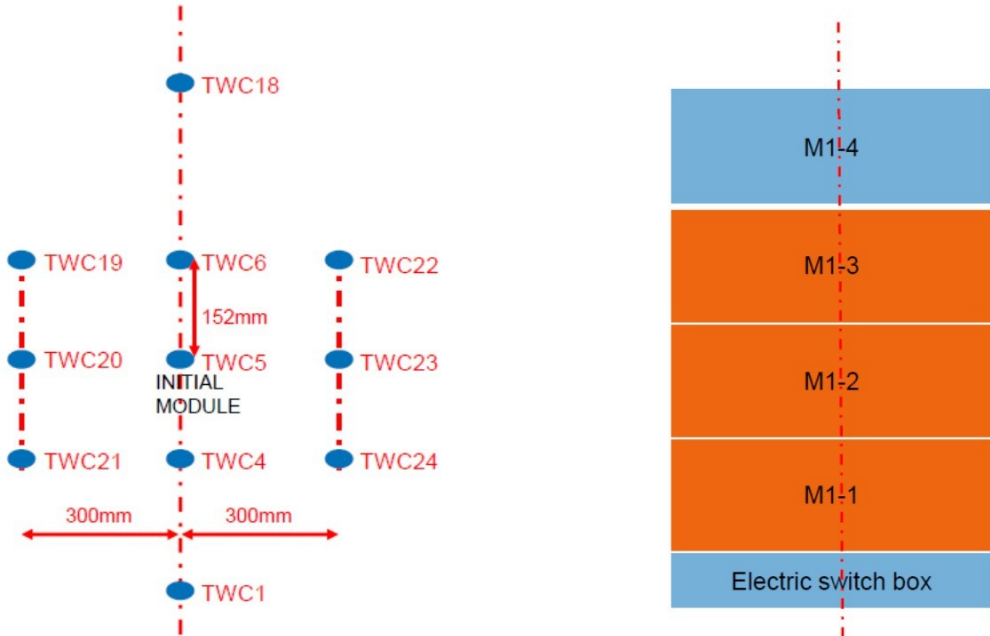 TWC18
M1-4
TWC19
TWC6
TWC22
M1-3
152mm
TWC20
TWC5
TWC23
INITIAL
MODULE
M1-2
TWC21
TWC4
TWC24
M1-1
300mm
300mm
TWC1
Electric switch box